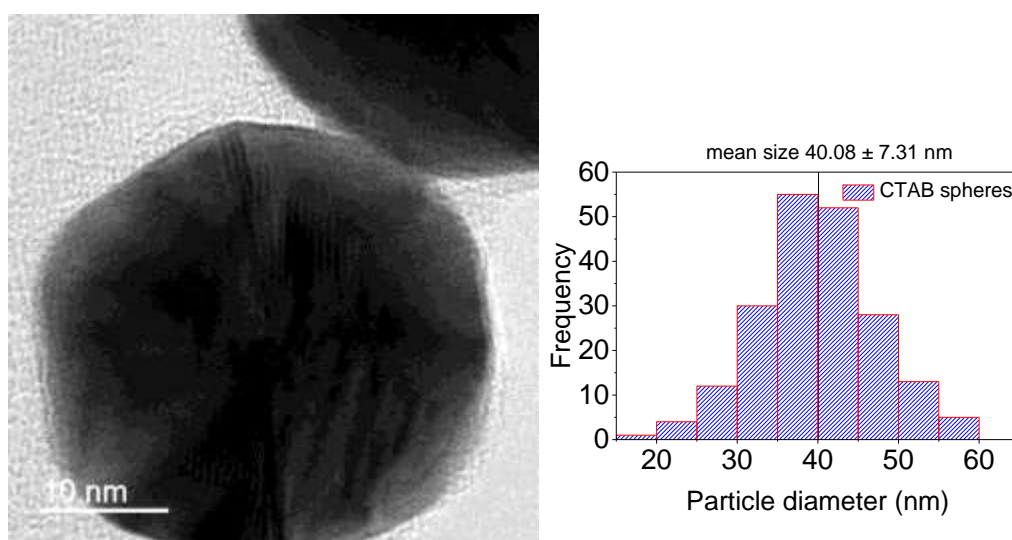 10 nm
mean size 40.08 ± 7.31 nm
CTAB spheres
60
50
40
30
20
10
0
Frequency
20 30 40 50 60
Particle diameter (nm)